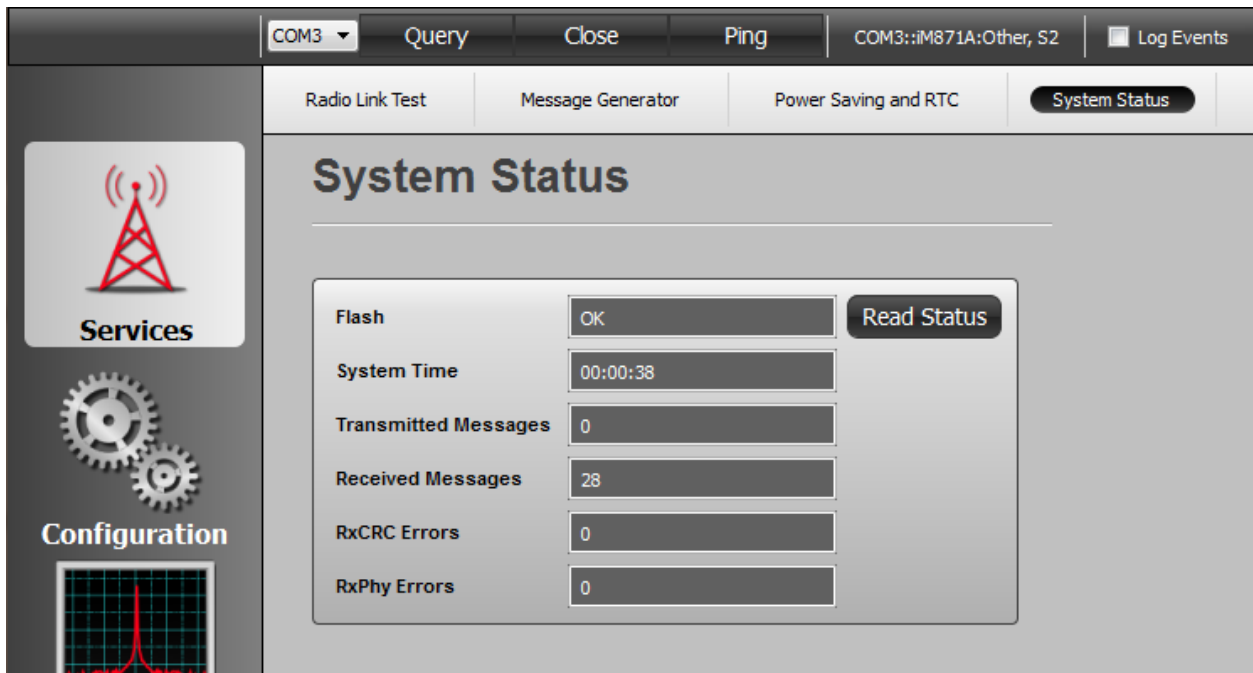 COM3 Query Close Ping COM3::iM871A:Other, S2 Log Events
Radio Link Test Message Generator Power Saving and RTC System Status
System Status
Services
Configuration
Flash OK Read Status
System Time 00:00:38
Transmitted Messages 0
Received Messages 28
RxCRC Errors 0
RxPhy Errors 0